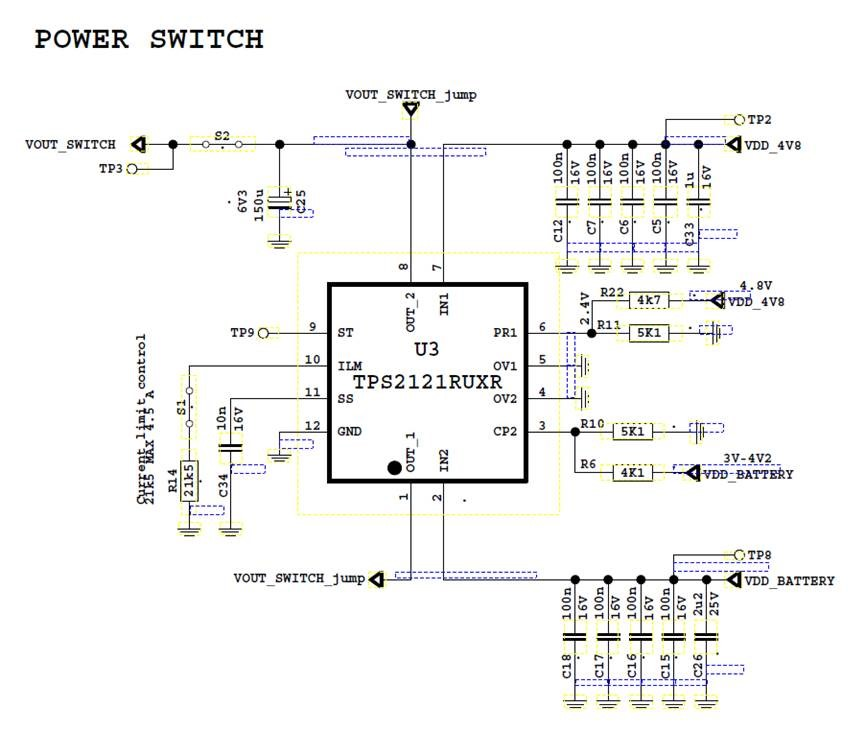 POWER SWITCH
VOUT_SWITCH_jump
VOUT_SWITCH
S2
TP3
6V3
150u
+
C25
TP2
VDD_4V8
100n
16V
C12
100n
16V
C7
100n
16V
C6
100n
16V
C5
1u
16V
C33
8
7
OUT_2
IN1
TP9
9
ST
10
ILM
11
SS
12
GND
U3
TPS2121RUXR
PR1
6
OV1
5
OV2
4
CP2
3
OUT_1
IN2
1
2
2.4V
R22
4k7
4.8V
VDD_4V8
R11
5K1
R10
5K1
R6
4K1
3V-4V2
VDD_BATTERY
Current limit control
21k5 MAX 4.5 A
S1
R14
21k5
10n
16V
C34
VOUT_SWITCH_jump
TP8
VDD_BATTERY
100n
16V
C18
100n
16V
C17
100n
16V
C16
100n
16V
C15
2u2
25V
C26